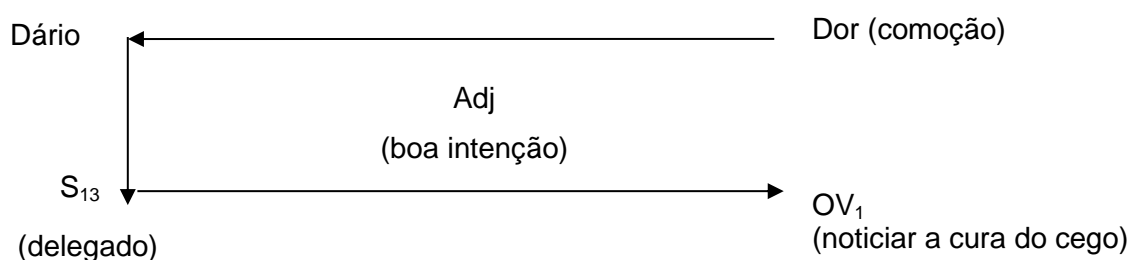 Dário
Dor (comoção)
Adj
(boa intenção)
S₁₃
OV₁
(delegado)
(noticiar a cura do cego)